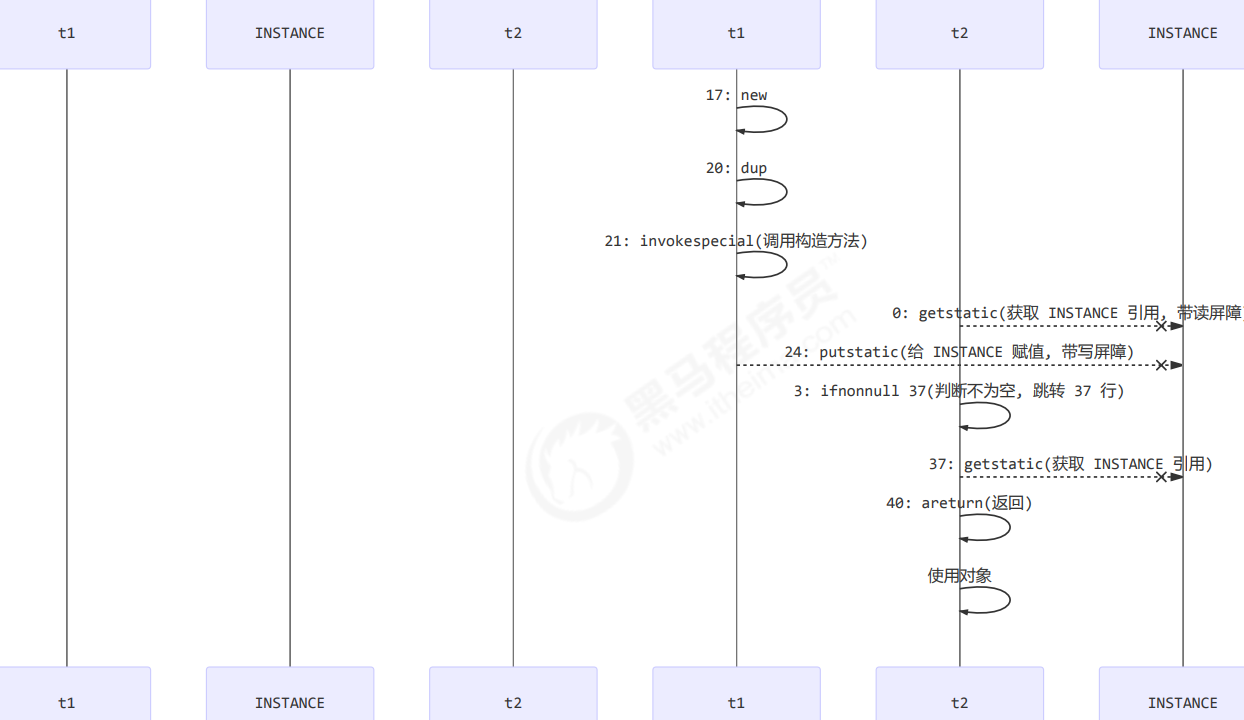 t1 INSTANCE t2 t1 t2 INSTANCE
17: new
20: dup
21: invokespecial(调用构造方法)
0: getstatic(获取 INSTANCE 引用, 带读屏障)
24: putstatic(给 INSTANCE 赋值, 带写屏障)
3: ifnonnull 37(判断不为空, 跳转 37 行)
37: getstatic(获取 INSTANCE 引用)
40: areturn(返回)
使用对象
t1 INSTANCE t2 t1 t2 INSTANCE
黑马程序员™
www.itheima.com